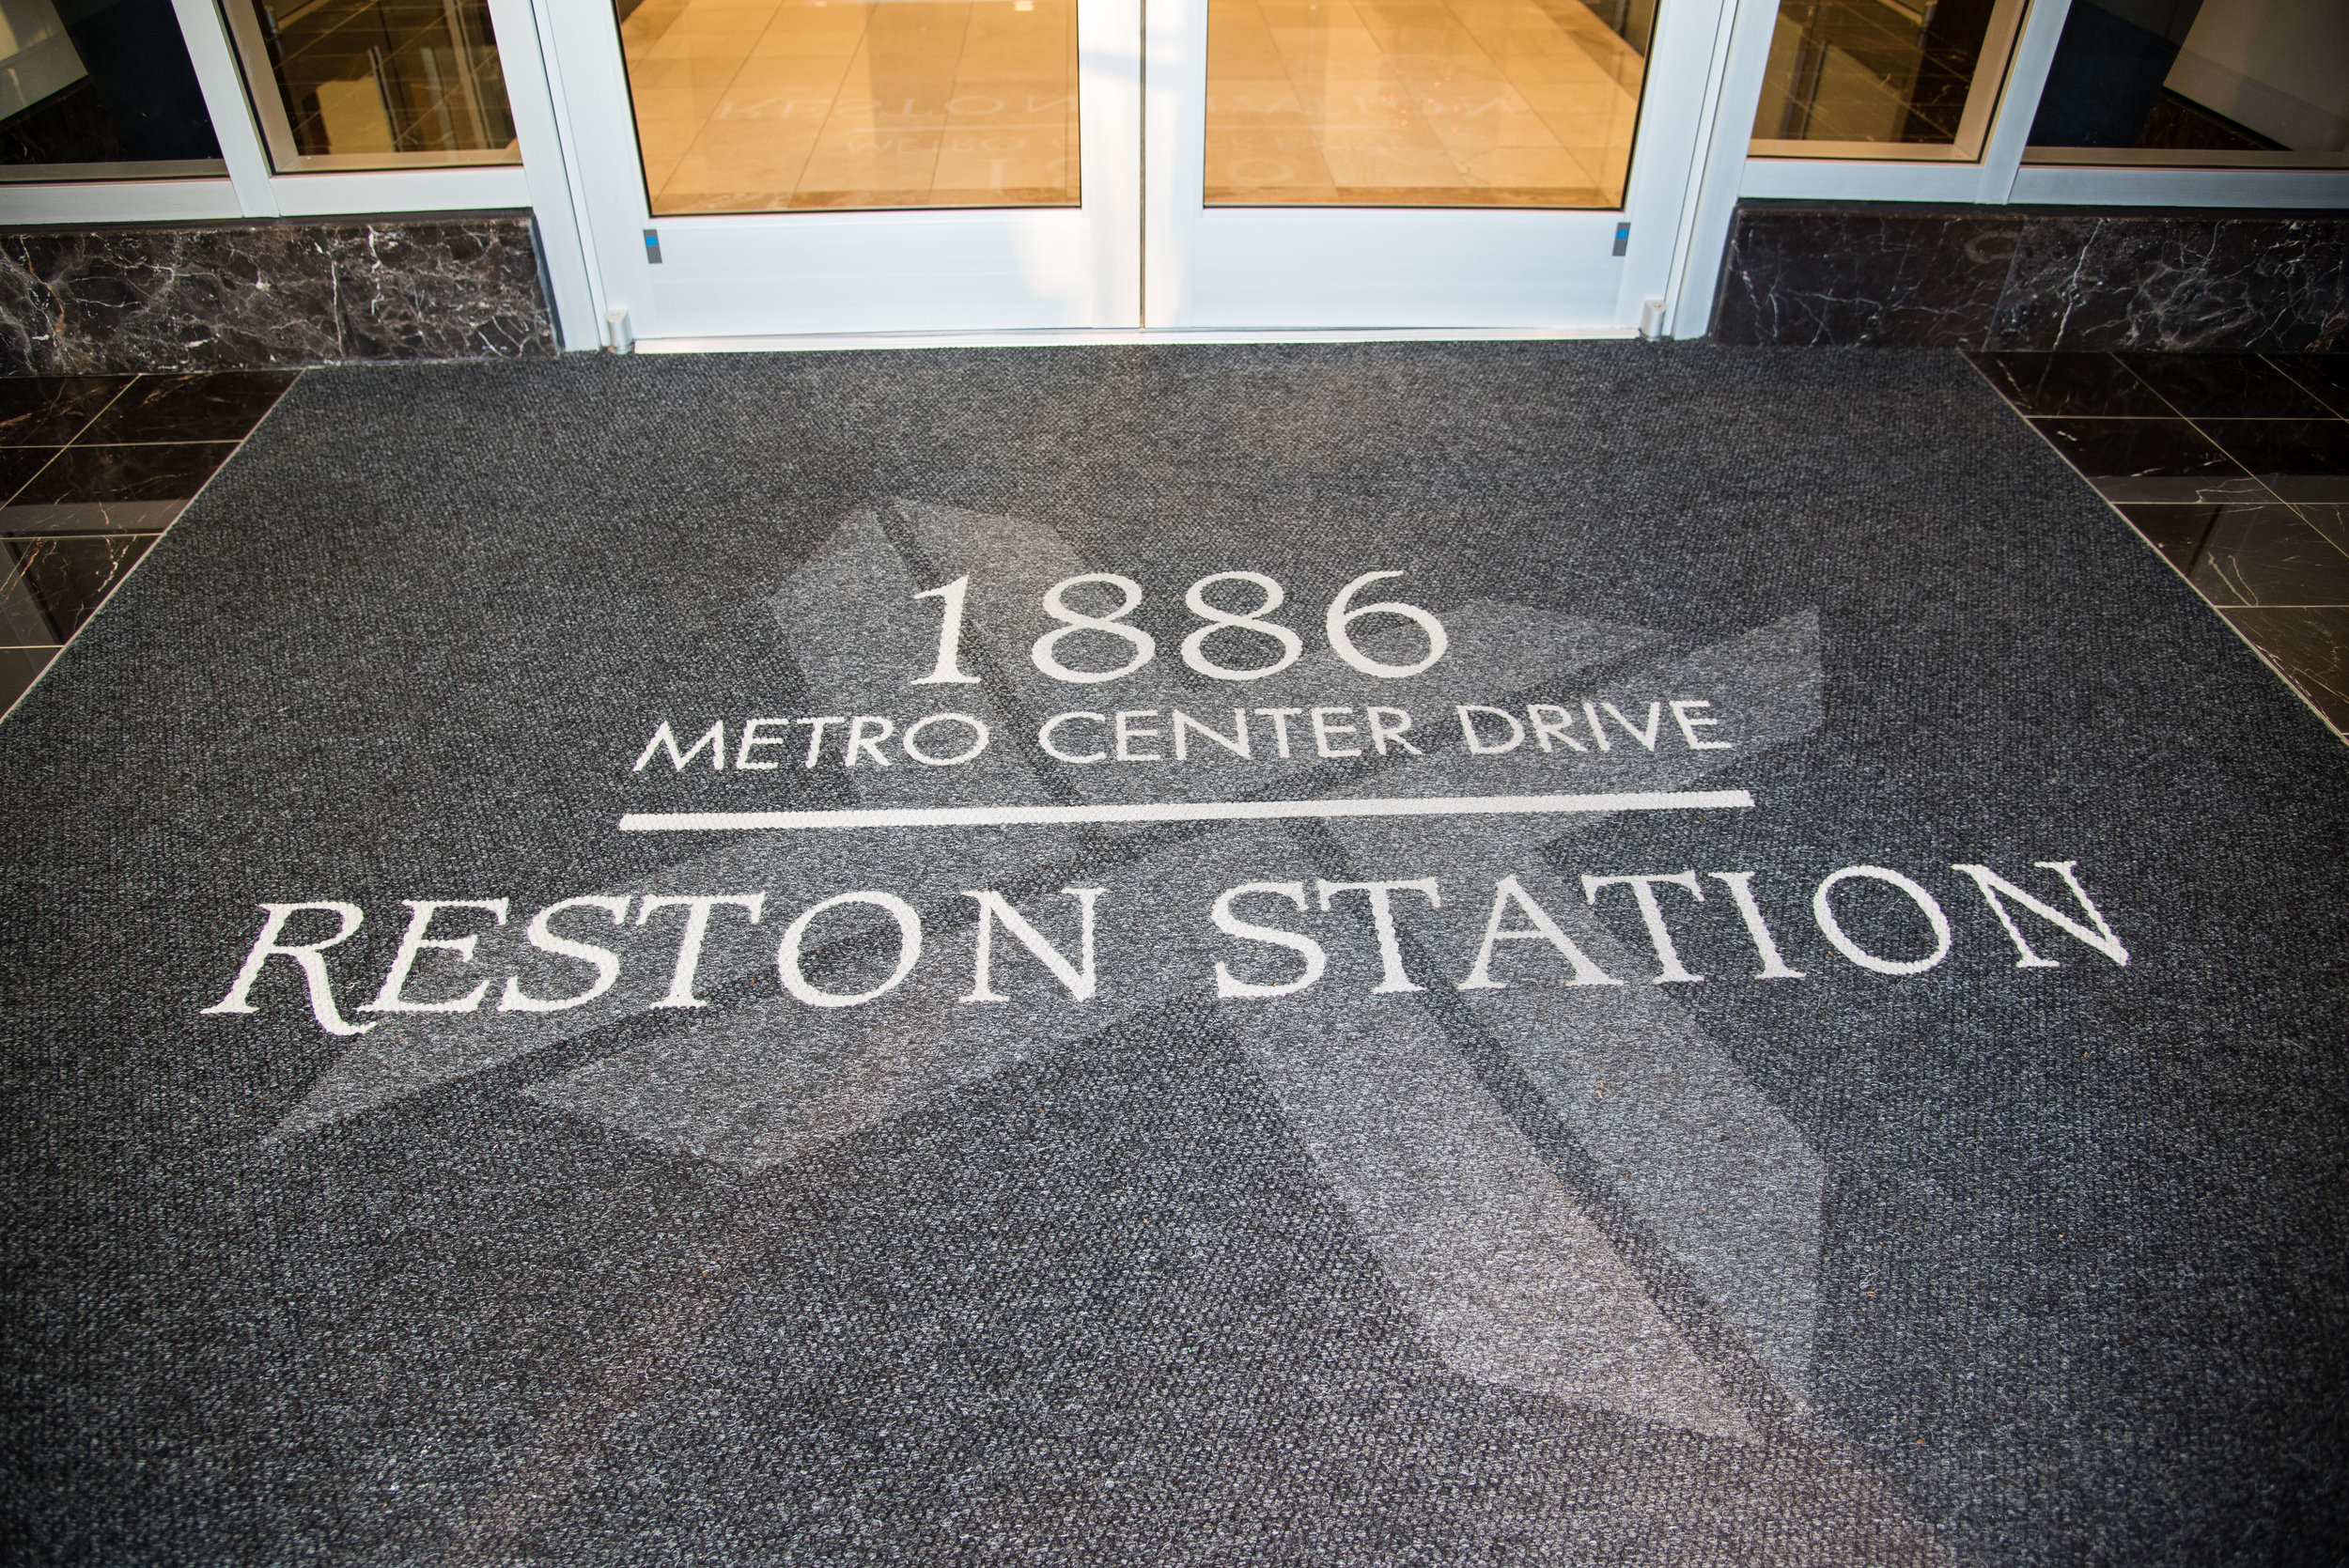 1886
METRO CENTER DRIVE
RESTON STATION